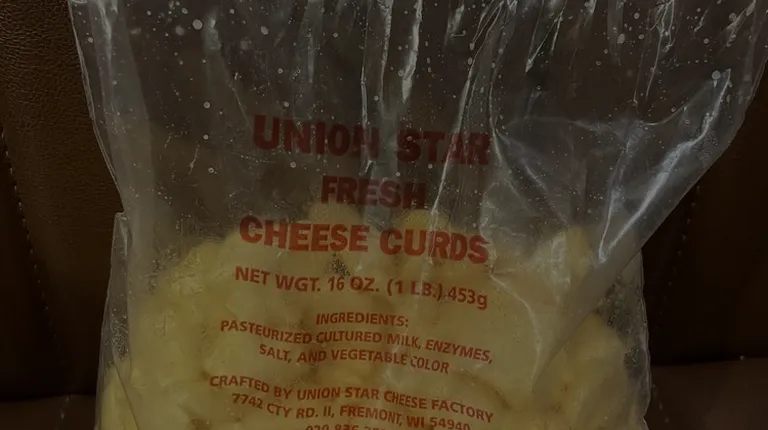 UNION STAR
FRESH
CHEESE CURDS
NET WGT. 16 OZ. (1 LB.) 453g
INGREDIENTS:
PASTEURIZED CULTURED MILK, ENZYMES,
SALT, AND VEGETABLE COLOR
CRAFTED BY UNION STAR CHEESE FACTORY
7742 CTY RD. II, FREMONT, WI 54940